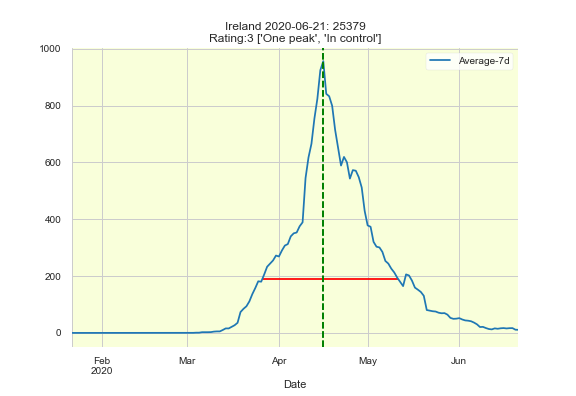 Ireland 2020-06-21: 25379
Rating:3 ['One peak', 'In control']
1000
Average-7d
800
600
400
200
0
Feb Mar Apr May Jun
2020
Date